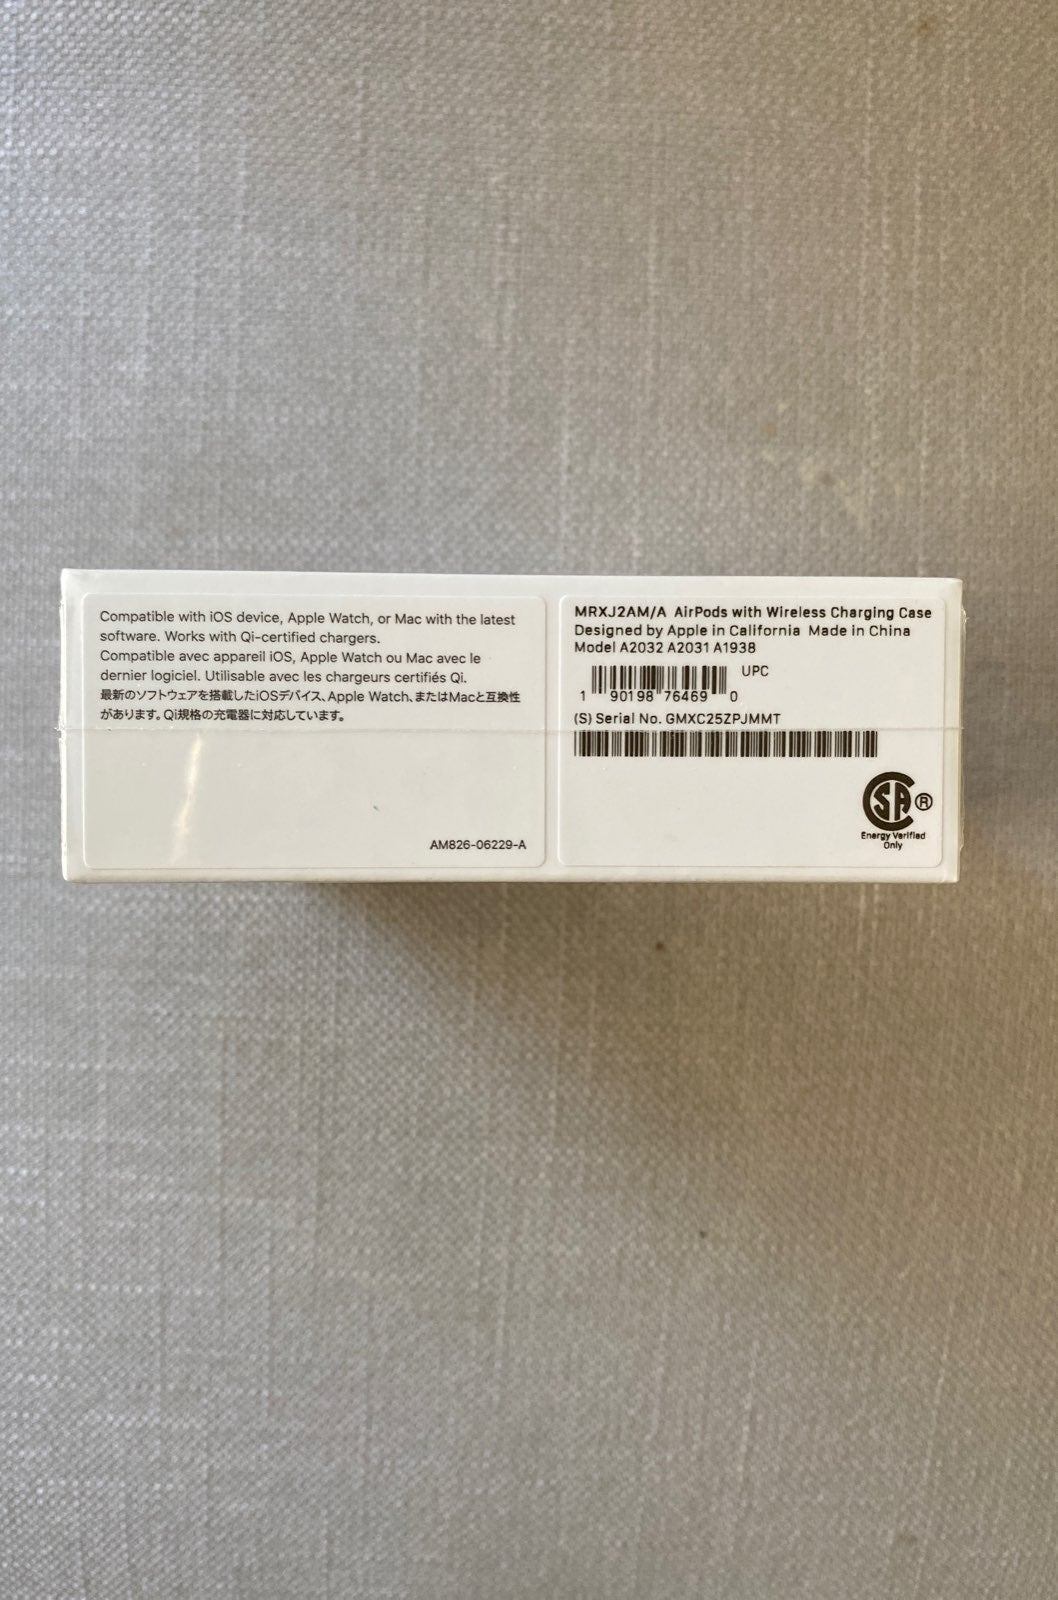 Compatible with iOS device, Apple Watch, or Mac with the latest
software. Works with Qi-certified chargers.
Compatible avec appareil iOS, Apple Watch ou Mac avec le
dernier logiciel. Utilisable avec les chargeurs certifiés Qi.
最新のソフトウェアを搭載したiOSデバイス、Apple Watch、またはMacと互換性
があります。Qi規格の充電器に対応しています。
AM826-06229-A
MRXJ2AM/A AirPods with Wireless Charging Case
Designed by Apple in California Made in China
Model A2032 A2031 A1938
UPC
1 90198 76469 0
(S) Serial No. GMXC25ZPJMMT
SA ®
Energy Verified
Only